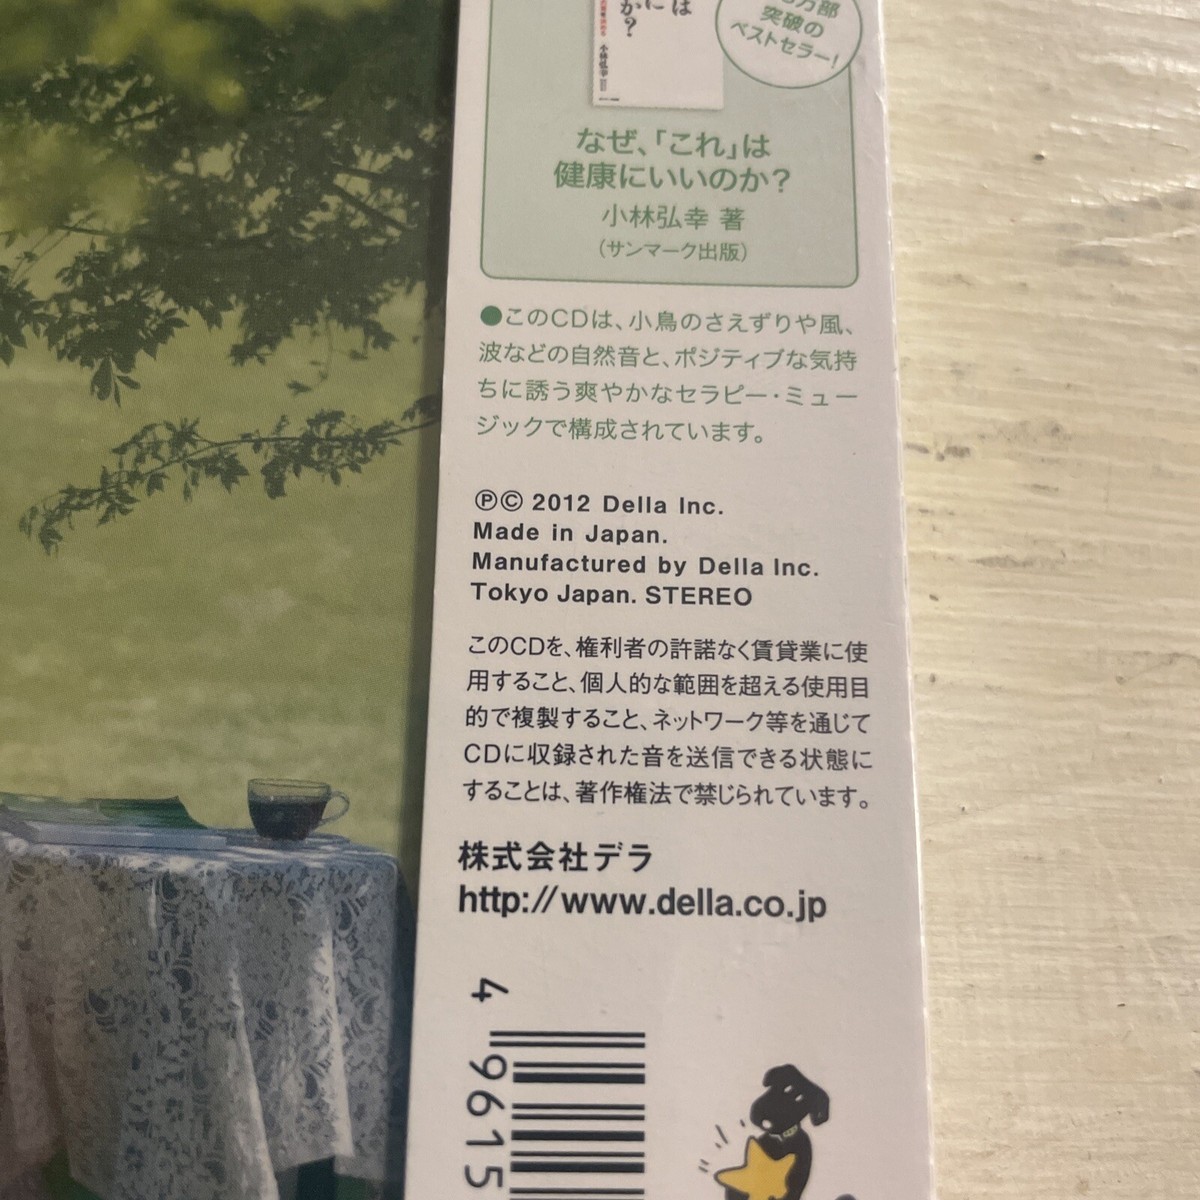 は
に
か?
小林弘幸
万部
突破の
ベストセラー!
なぜ、「これ」は
健康にいいのか?
小林弘幸 著
(サンマーク出版)
●このCDは、小鳥のさえずりや風、
波などの自然音と、ポジティブな気持
ちに誘う爽やかなセラピー・ミュー
ジックで構成されています。
℗© 2012 Della Inc.
Made in Japan.
Manufactured by Della Inc.
Tokyo Japan. STEREO
このCDを、権利者の許諾なく賃貸業に使
用すること、個人的な範囲を超える使用目
的で複製すること、ネットワーク等を通じて
CDに収録された音を送信できる状態に
することは、著作権法で禁じられています。
株式会社デラ
http://www.della.co.jp
4 9615